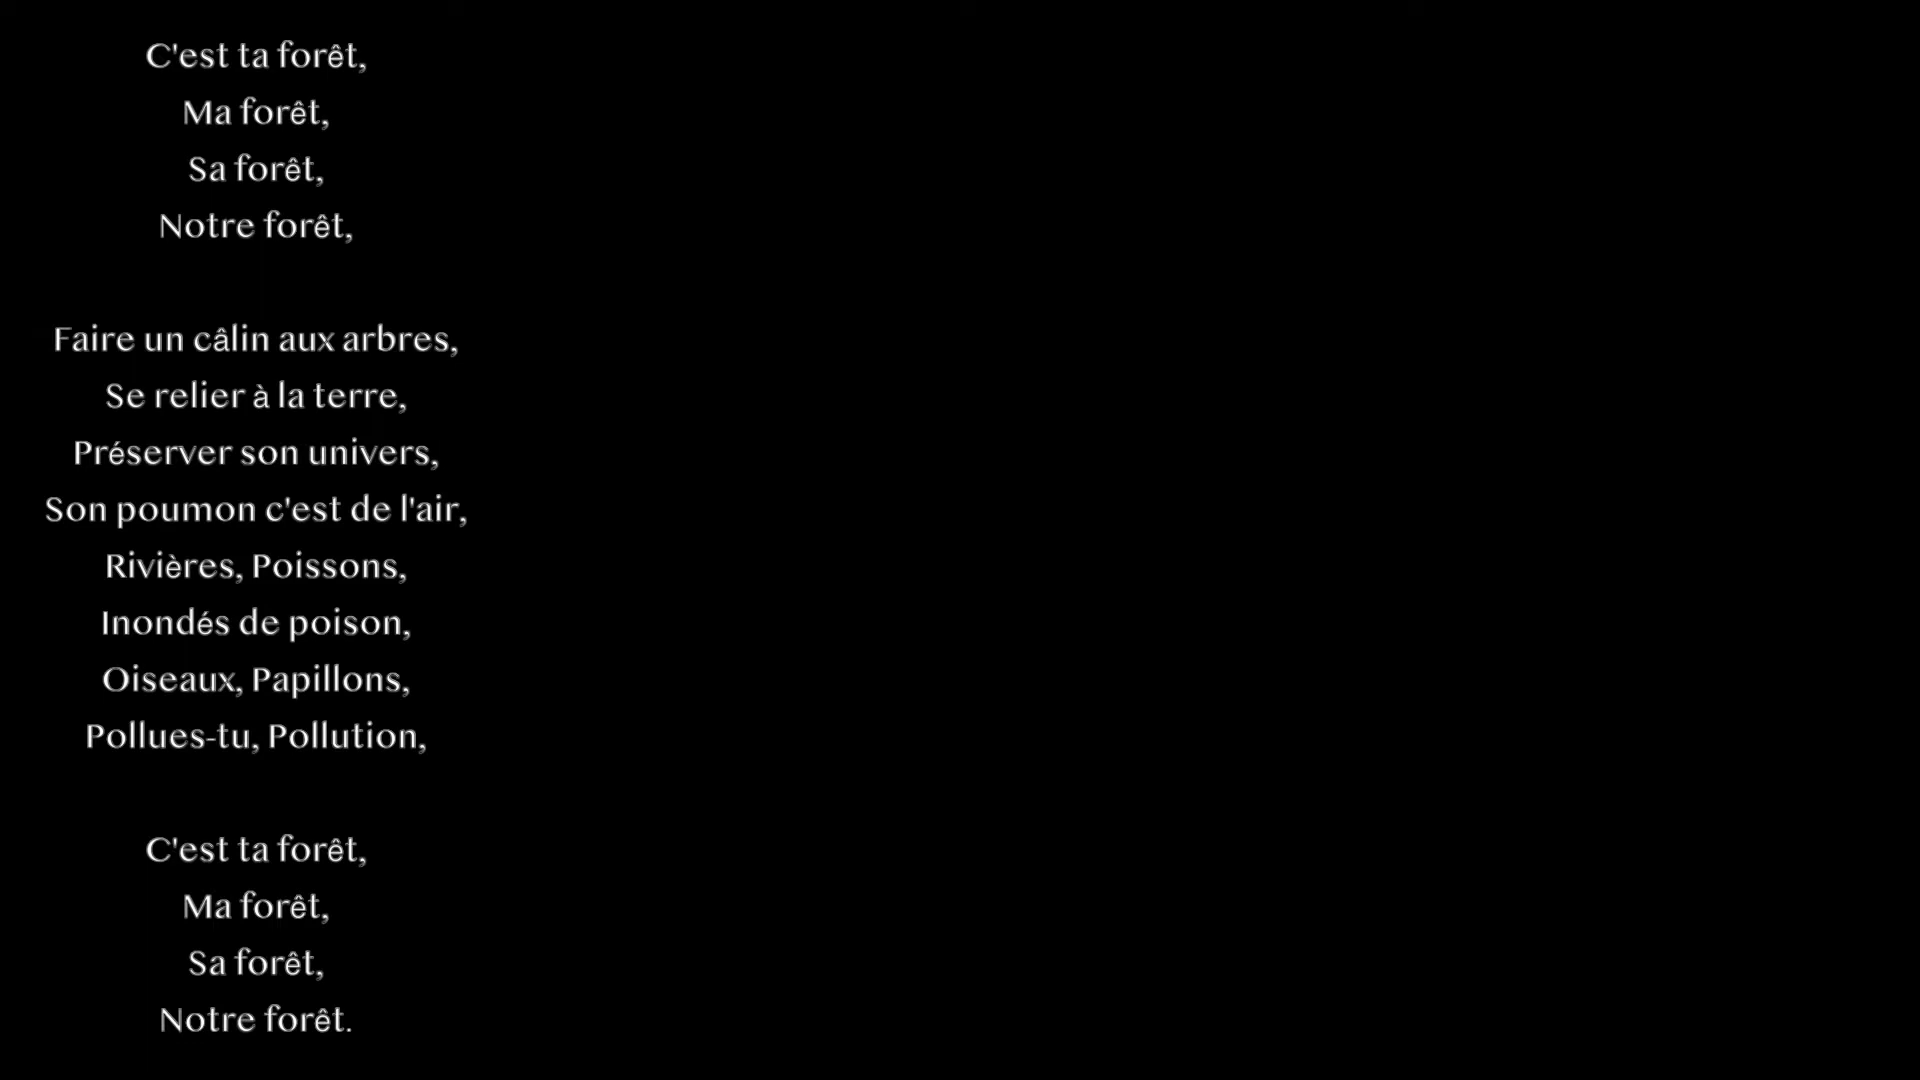 C'est ta forêt,
Ma forêt,
Sa forêt,
Notre forêt,
Faire un câlin aux arbres,
Se relier à la terre,
Préserver son univers,
Son poumon c'est de l'air,
Rivières, Poissons,
Inondés de poison,
Oiseaux, Papillons,
Pollues-tu, Pollution,
C'est ta forêt,
Ma forêt,
Sa forêt,
Notre forêt.